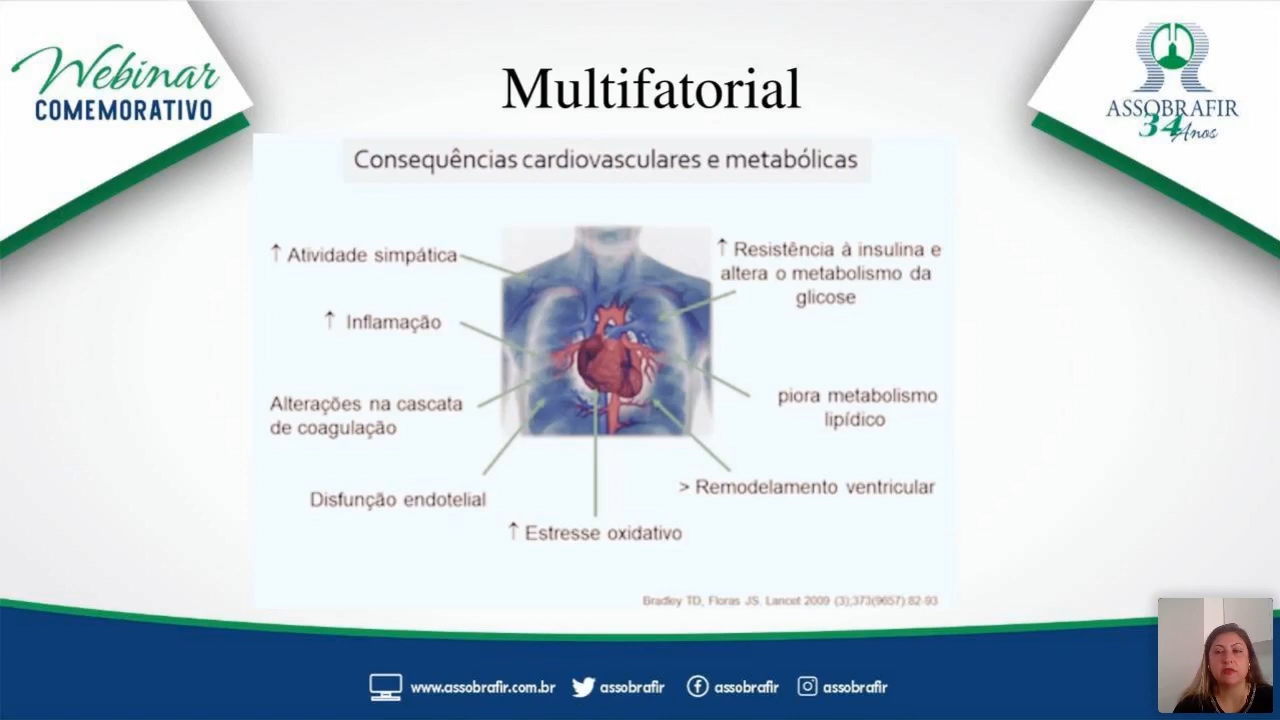 Webinar
COMEMORATIVO
ASSOBRAFIR
34 Anos
Multifatorial
Consequências cardiovasculares e metabólicas
↑ Atividade simpática
↑ Inflamação
Alterações na cascata
de coagulação
Disfunção endotelial
↑ Estresse oxidativo
↑ Resistência à insulina e
altera o metabolismo da
glicose
piora metabolismo
lipídico
> Remodelamento ventricular
Bradley TD, Floras JS. Lancet 2009 (3);373(9657):82-93
www.assobrafir.com.br
assobrafir
assobrafir
assobrafir